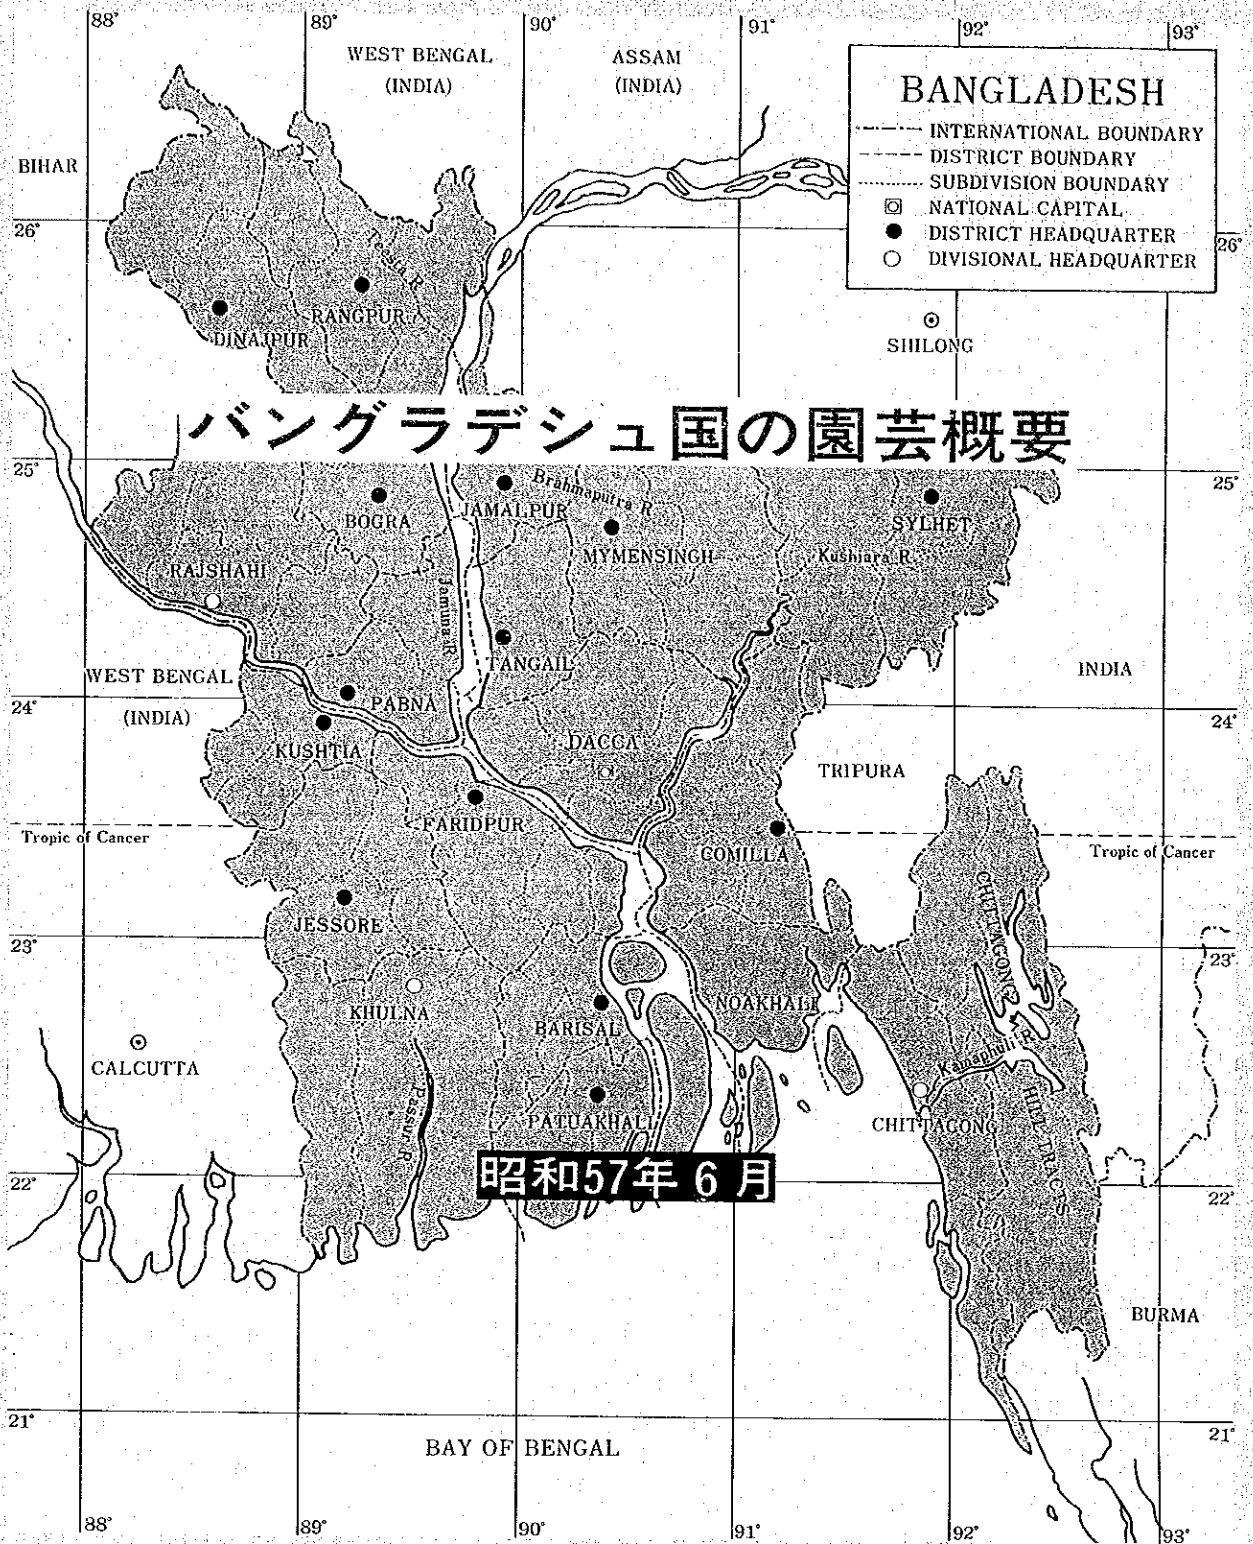 88°
89°
90°
91°
92°
93°
WEST BENGAL
(INDIA)
ASSAM
(INDIA)
BANGLADESH
INTERNATIONAL BOUNDARY
DISTRICT BOUNDARY
SUBDIVISION BOUNDARY
NATIONAL CAPITAL
DISTRICT HEADQUARTER
DIVISIONAL HEADQUARTER
BIHAR
26°
26°
Teesta R.
RANGPUR
DINAJPUR
SHILONG
バングラデシュ国の園芸概要
25°
25°
BOGRA
JAMALPUR
Brahmaputra R.
MYMENSINGH
SYLHET
Kushiara R.
RAJSHAHI
Jamuna R.
TANGAIL
WEST BENGAL
(INDIA)
INDIA
24°
24°
PABNA
KUSHTIA
DACCA
TRIPURA
FARIDPUR
COMILLA
Tropic of Cancer
Tropic of Cancer
JESSORE
CHITTAGONG
23°
23°
KHULNA
BARISAL
NOAKHALI
CALCUTTA
Karnaphuli R.
Passur R.
PATUAKHALI
CHITTAGONG
HILL TRACTS
昭和57年6月
22°
22°
BURMA
21°
21°
BAY OF BENGAL
88°
89°
90°
91°
92°
93°